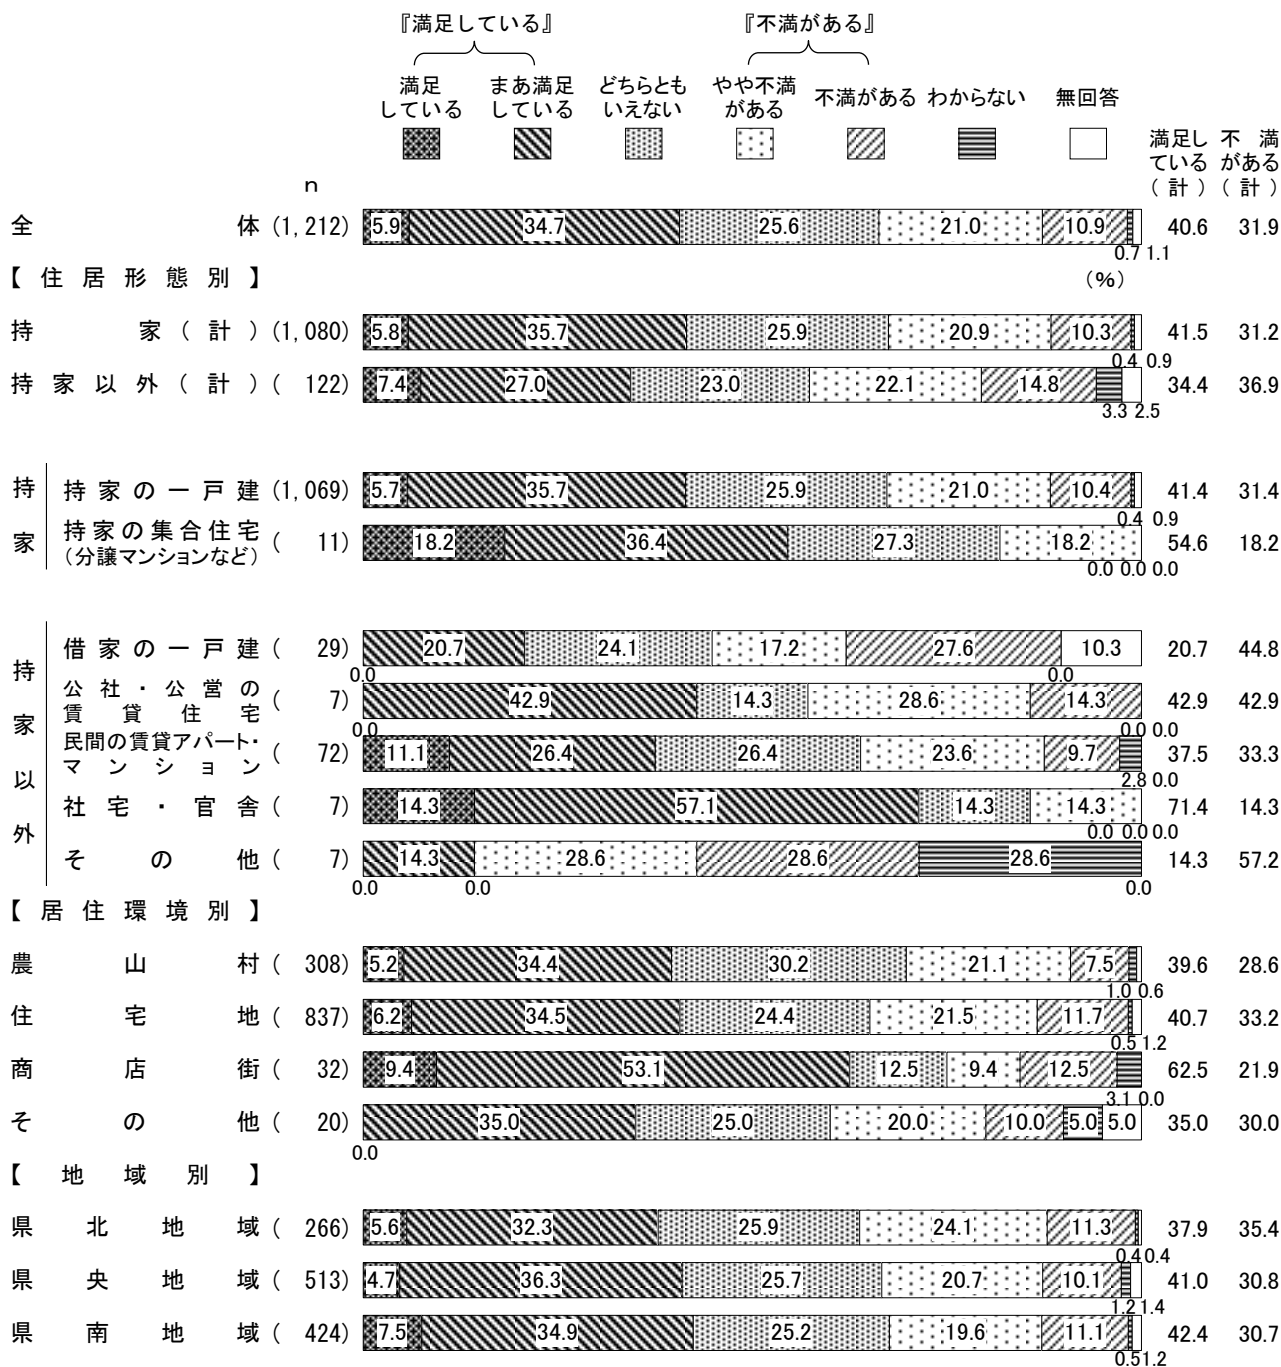 『満足している』 『不満がある』
満足している まあ満足している どちらともいえない やや不満がある 不満がある わからない 無回答
満足している(計) 不満がある(計)
n
全体 (1,212) 5.9 34.7 25.6 21.0 10.9 40.6 31.9
0.7 1.1
【住居形態別】 (%)
持家(計) (1,080) 5.8 35.7 25.9 20.9 10.3 41.5 31.2
0.4 0.9
持家以外(計) (122) 7.4 27.0 23.0 22.1 14.8 34.4 36.9
3.3 2.5
持家
持家の一戸建 (1,069) 5.7 35.7 25.9 21.0 10.4 41.4 31.4
0.4 0.9
持家の集合住宅(分譲マンションなど) (11) 18.2 36.4 27.3 18.2 54.6 18.2
0.0 0.0 0.0
持家以外
借家の一戸建 (29) 20.7 24.1 17.2 27.6 10.3 20.7 44.8
0.0 0.0
公社・公営の賃貸住宅 (7) 42.9 14.3 28.6 14.3 42.9 42.9
0.0 0.0 0.0
民間の賃貸アパート・マンション (72) 11.1 26.4 26.4 23.6 9.7 37.5 33.3
2.8 0.0
社宅・官舎 (7) 14.3 57.1 14.3 14.3 71.4 14.3
0.0 0.0 0.0
その他 (7) 14.3 28.6 28.6 28.6 14.3 57.2
0.0 0.0 0.0
【居住環境別】
農山村 (308) 5.2 34.4 30.2 21.1 7.5 39.6 28.6
1.0 0.6
住宅地 (837) 6.2 34.5 24.4 21.5 11.7 40.7 33.2
0.5 1.2
商店街 (32) 9.4 53.1 12.5 9.4 12.5 62.5 21.9
3.1 0.0
その他 (20) 35.0 25.0 20.0 10.0 5.0 5.0 35.0 30.0
0.0
【地域別】
県北地域 (266) 5.6 32.3 25.9 24.1 11.3 37.9 35.4
0.4 0.4
県央地域 (513) 4.7 36.3 25.7 20.7 10.1 41.0 30.8
1.2 1.4
県南地域 (424) 7.5 34.9 25.2 19.6 11.1 42.4 30.7
0.5 1.2